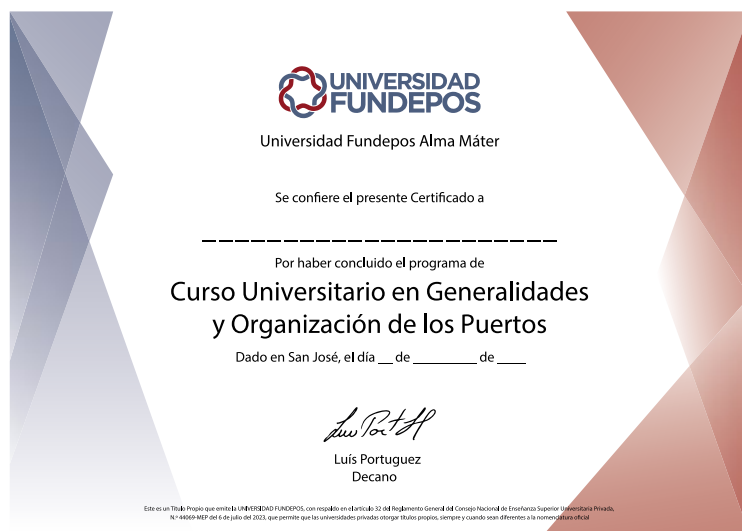 UNIVERSIDAD
FUNDEPOS
Universidad Fundepos Alma Máter
Se confiere el presente Certificado a
______________________
Por haber concluido el programa de
Curso Universitario en Generalidades
y Organización de los Puertos
Dado en San José, el día __ de _________ de ____
Luís Portuguez
Decano
Este es un Título Propio que emite la UNIVERSIDAD FUNDEPOS, con respaldo en el artículo 32 del Reglamento General del Consejo Nacional de Enseñanza Superior Universitaria Privada,
N.º 44069-MEP del 6 de julio del 2023, que permite que las universidades privadas otorgar títulos propios, siempre y cuando sean diferentes a la nomenclatura oficial